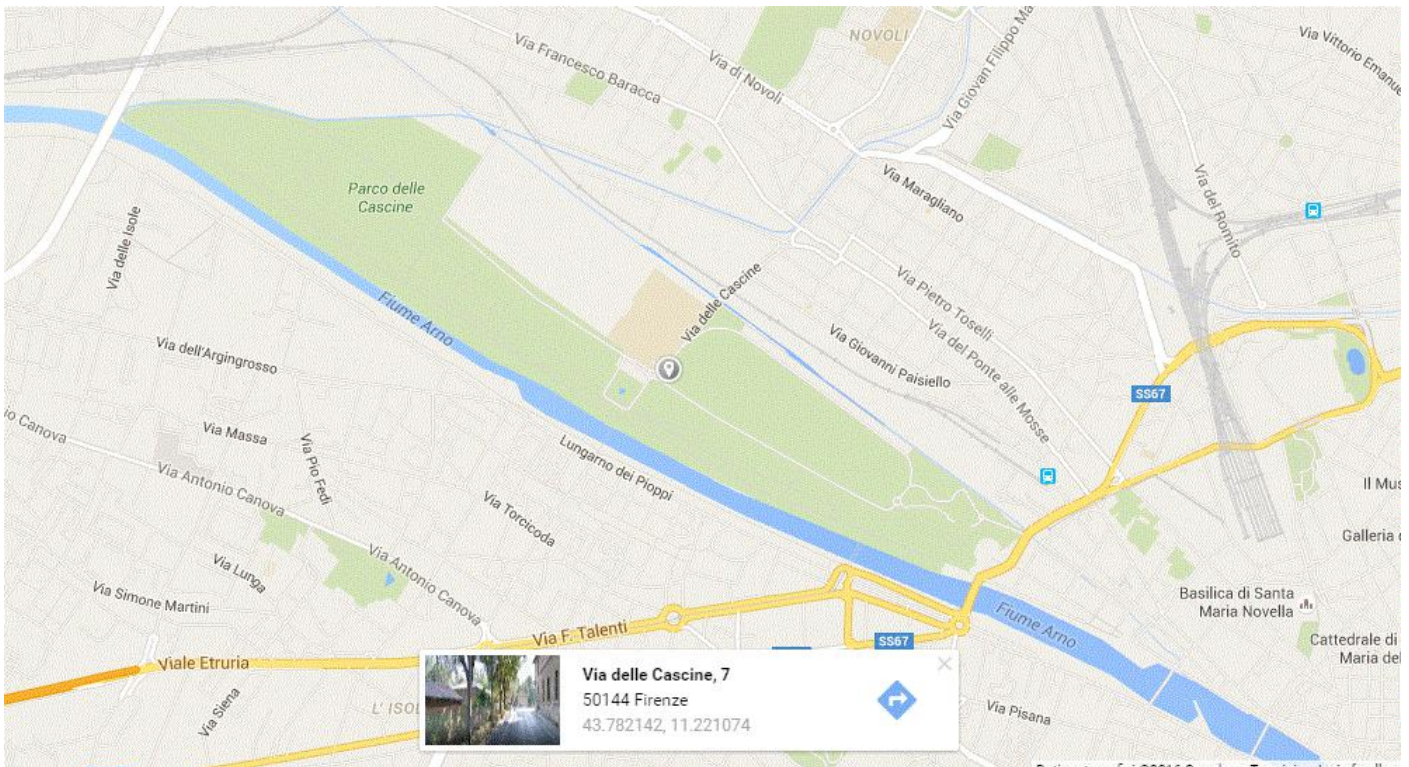 Via Francesco Baracca
Via di Novoli
NOVOLI
Via Giovan Filippo Ma
Via Vittorio Emanue
Parco delle
Cascine
Via Maragliano
Via del Romito
Via delle Isole
Fiume Arno
Via delle Cascine
Via Pietro Toselli
Via del Ponte alle Mosse
Via Giovanni Paisiello
Via dell'Argingrosso
SS67
io Canova
Via Massa
Via Pio Fedi
Via Antonio Canova
Lungarno dei Pioppi
Via Torcicoda
Il Mus
Galleria
Via Antonio Canova
Via Lunga
Via Simone Martini
Basilica di Santa
Maria Novella
Fiume Arno
Cattedrale di
Maria del
Via F. Talenti
SS67
Viale Etruria
Via Siena
L' ISOL
Via delle Cascine, 7
50144 Firenze
43.782142, 11.221074
Via Pisana